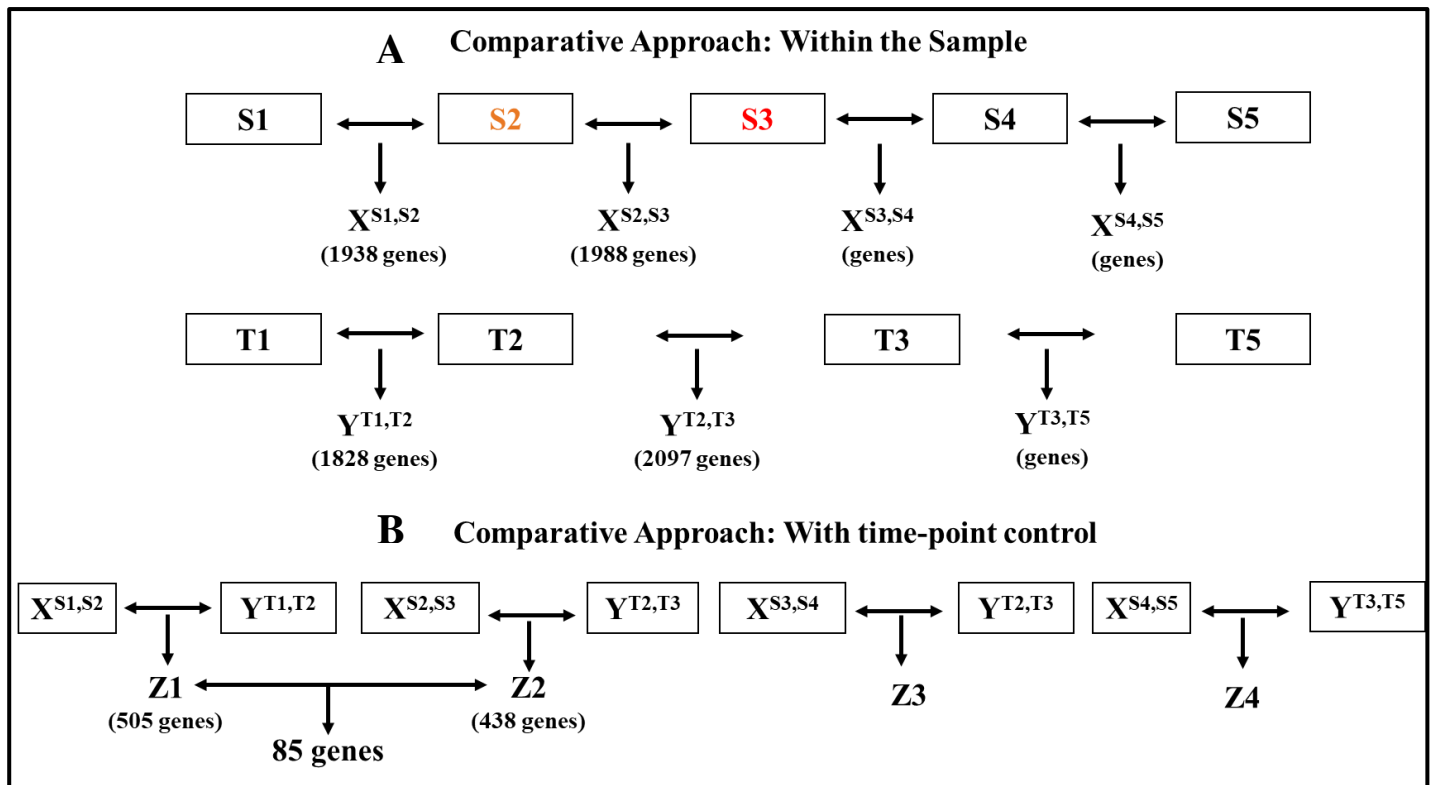 A Comparative Approach: Within the Sample
S1 S2 S3 S4 S5
X^S1,S2 X^S2,S3 X^S3,S4 X^S4,S5
(1938 genes) (1988 genes) (genes) (genes)
T1 T2 T3 T5
Y^T1,T2 Y^T2,T3 Y^T3,T5
(1828 genes) (2097 genes) (genes)
B Comparative Approach: With time-point control
X^S1,S2 Y^T1,T2 X^S2,S3 Y^T2,T3 X^S3,S4 Y^T2,T3 X^S4,S5 Y^T3,T5
Z1 Z2 Z3 Z4
(505 genes) (438 genes)
85 genes